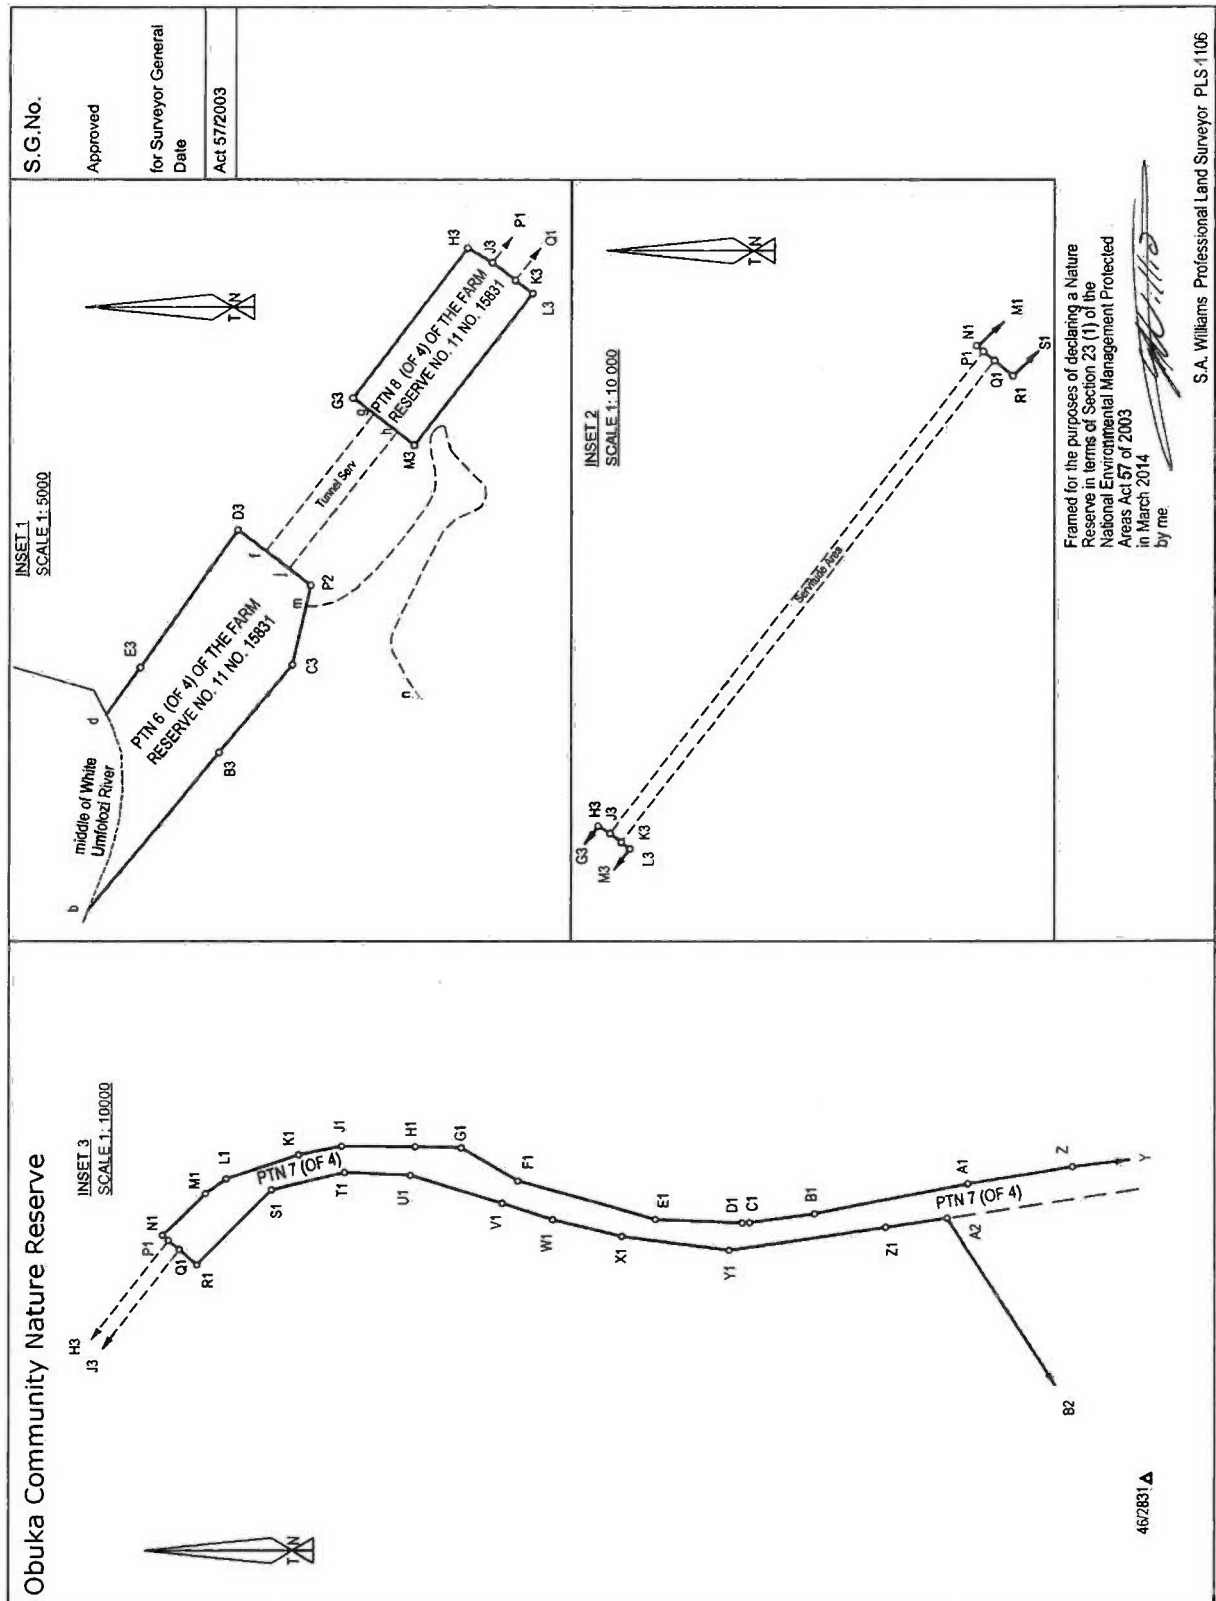 Obuka Community Nature Reserve
INSET 3
SCALE 1: 10000
H3
J3
P1
N1
Q1
R1
M1
L1
S1
K1
PTN 7 (OF 4)
T1
J1
U1
H1
G1
V1
F1
W1
X1
E1
Y1
D1
C1
B1
Z1
A1
PTN 7 (OF 4)
A2
Z
Y
B2
T N
46/2831
INSET 1
SCALE 1: 5000
b
middle of White
Umfolozi River
d
E3
PTN 6 (OF 4) OF THE FARM
RESERVE NO. 11 NO. 15831
B3
C3
D3
f
j
m
P2
Tunnel Serv
n
G3
g
h
M3
PTN 8 (OF 4) OF THE FARM
RESERVE NO. 11 NO. 15831
H3
J3
P1
K3
Q1
L3
T N
INSET 2
SCALE 1: 10 000
G3
H3
J3
M3
K3
L3
Servitude Area
P1
N1
M1
Q1
R1
S1
T N
S.G.No.
Approved
for Surveyor General
Date
Act 57/2003
Framed for the purposes of declaring a Nature
Reserve in terms of Section 23 (1) of the
National Environmental Management Protected
Areas Act 57 of 2003
in March 2014
by me
S.A. Williams Professional Land Surveyor PLS 1106